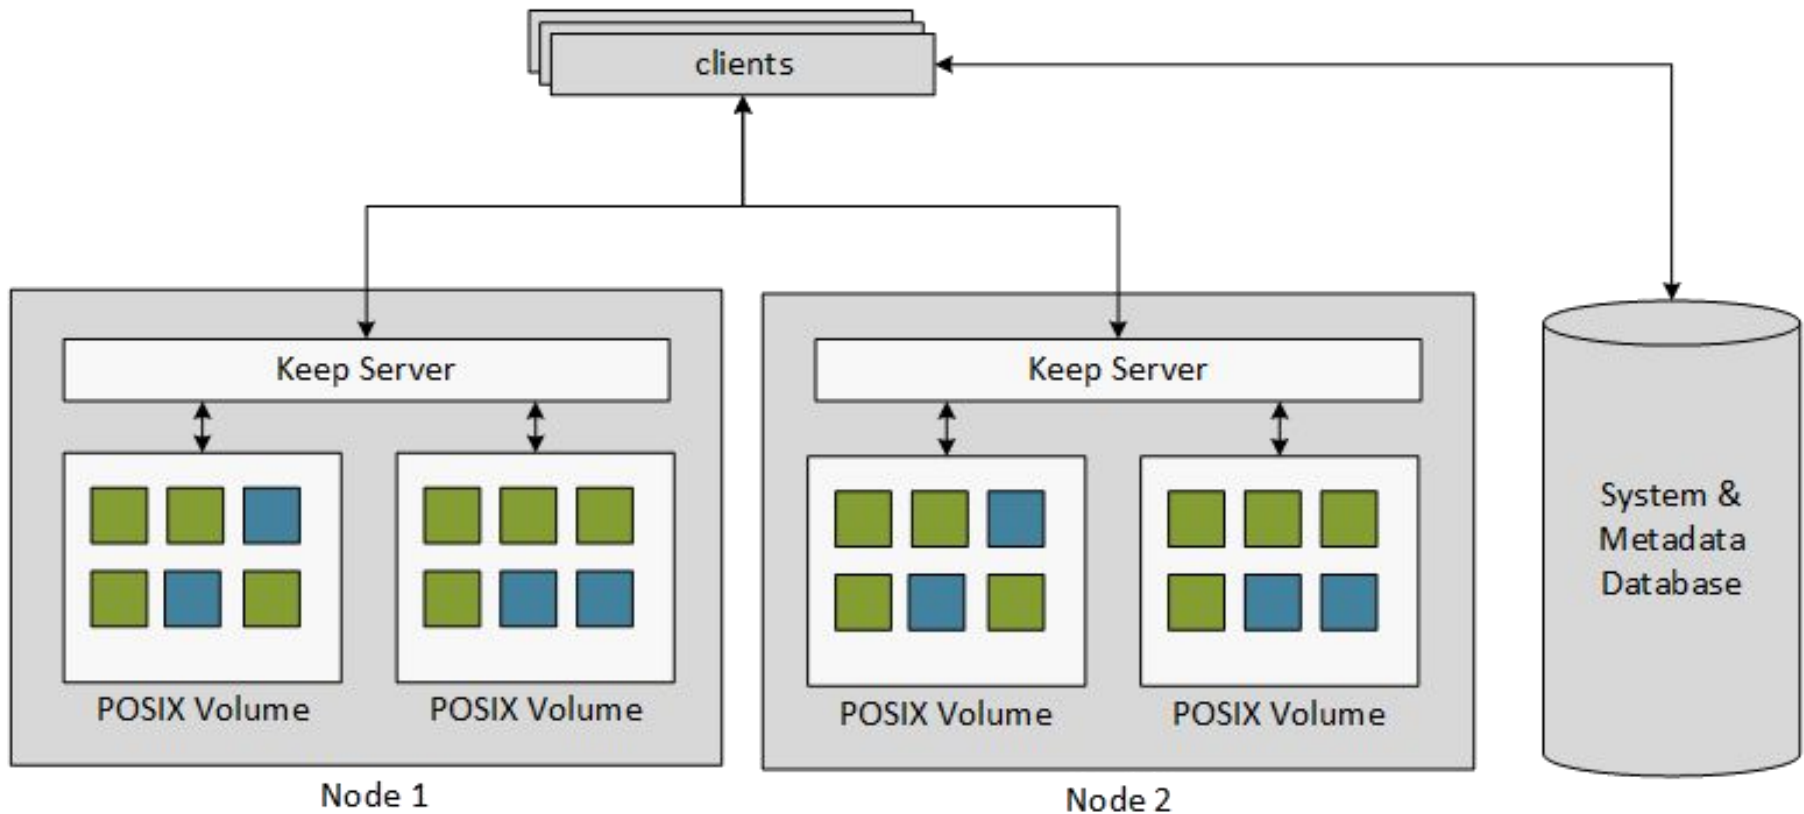 clients
Keep Server
Keep Server
POSIX Volume
POSIX Volume
Node 1
POSIX Volume
POSIX Volume
Node 2
System &
Metadata
Database